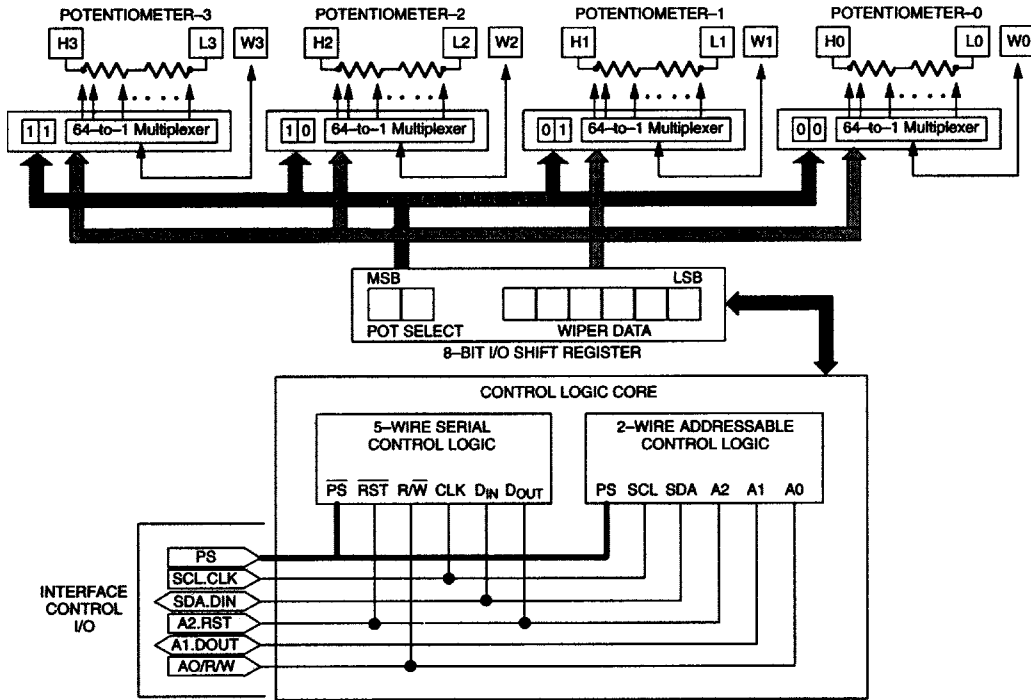 POTENTIOMETER–3 POTENTIOMETER–2 POTENTIOMETER–1 POTENTIOMETER–0
H3 L3 W3 H2 L2 W2 H1 L1 W1 H0 L0 W0
1 1 64–to–1 Multiplexer 1 0 64–to–1 Multiplexer 0 1 64–to–1 Multiplexer 0 0 64–to–1 Multiplexer
MSB LSB
POT SELECT WIPER DATA
8–BIT I/O SHIFT REGISTER
CONTROL LOGIC CORE
5–WIRE SERIAL
CONTROL LOGIC
2–WIRE ADDRESSABLE
CONTROL LOGIC
P̅S̅ R̅S̅T̅ R/W̅ CLK DIN DOUT
PS SCL SDA A2 A1 A0
INTERFACE
CONTROL
I/O
PS
SCL.CLK
SDA.DIN
A2.RST
A1.DOUT
AO/R/W